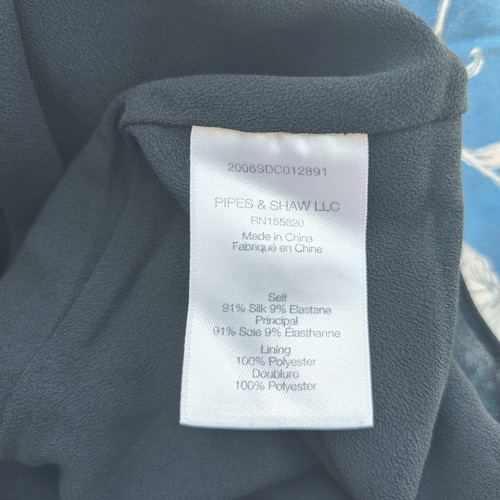 2006SDC012891
PIPES & SHAW LLC
RN155820
Made in China
Fabriqué en Chine
Self
91% Silk 9% Elastane
Principal
91% Soie 9% Élasthanne
Lining
100% Polyester
Doublure
100% Polyester